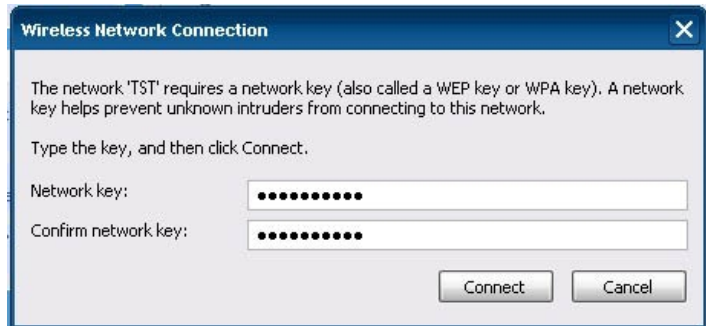 Wireless Network Connection
The network 'TST' requires a network key (also called a WEP key or WPA key). A network
key helps prevent unknown intruders from connecting to this network.
Type the key, and then click Connect.
Network key: ••••••••••
Confirm network key: ••••••••••
Connect Cancel